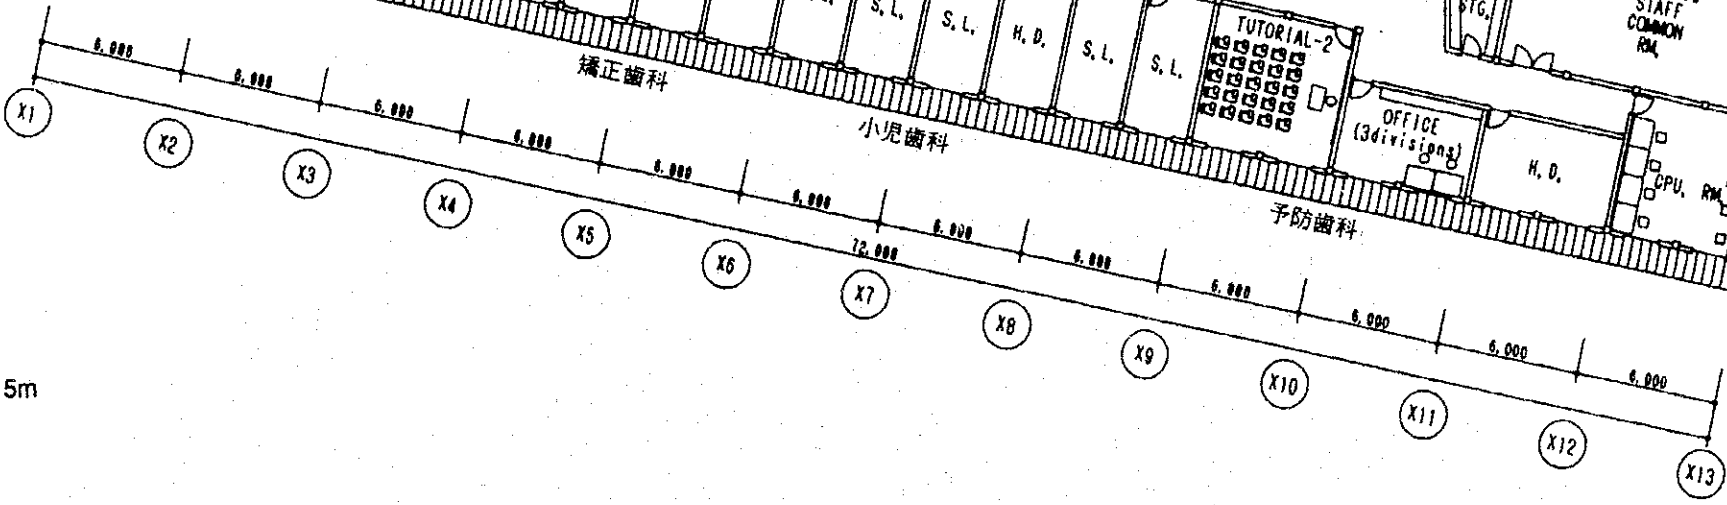 STG.
STAFF
COMMON
RM.
S. L.
S. L.
H. D.
S. L.
S. L.
TUTORIAL-2
OFFICE
(3divisions)
H. D.
CPU. RM.
矯正歯科
小児歯科
予防歯科
6,000
6,000
6,000
6,000
6,000
6,000
6,000
6,000
6,000
6,000
6,000
6,000
72,000
X1
X2
X3
X4
X5
X6
X7
X8
X9
X10
X11
X12
X13
5m